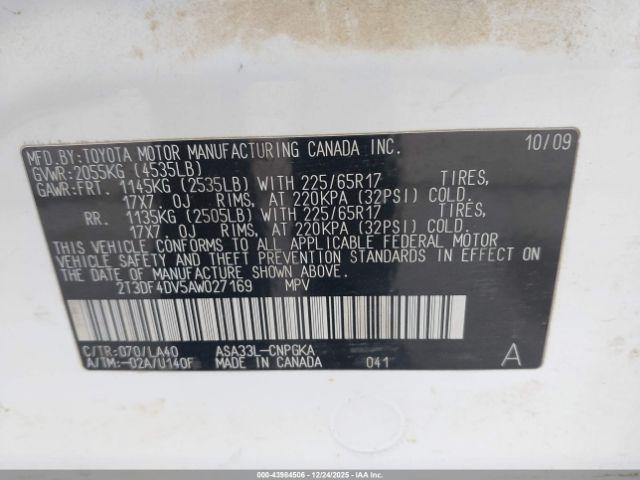 MFD.BY:TOYOTA MOTOR MANUFACTURING CANADA INC. 10/09
GVWR:2055KG (4535LB)
GAWR:FRT. 1145KG (2535LB) WITH 225/65R17 TIRES,
17X7.0J RIMS, AT 220KPA (32PSI) COLD.
RR. 1135KG (2505LB) WITH 225/65R17 TIRES,
17X7.0J RIMS, AT 220KPA (32PSI) COLD.
THIS VEHICLE CONFORMS TO ALL APPLICABLE FEDERAL MOTOR
VEHICLE SAFETY AND THEFT PREVENTION STANDARDS IN EFFECT ON
THE DATE OF MANUFACTURE SHOWN ABOVE.
2T3DF4DV5AW027169 MPV
C/TR:070/LA40 ASA33L-CNPGKA
A/TM:-02A/U140F MADE IN CANADA 041 A
000-43984506 - 12/24/2025 - IAAI.COM